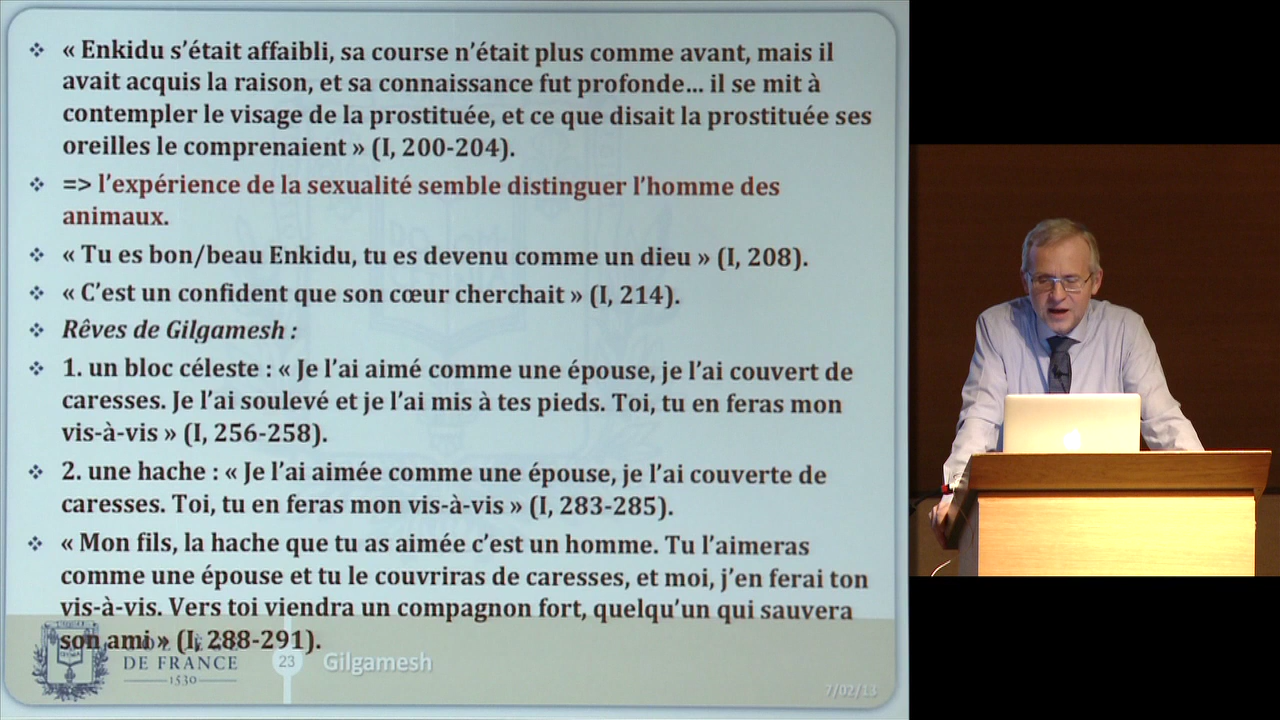 « Enkidu s’était affaibli, sa course n’était plus comme avant, mais il
avait acquis la raison, et sa connaissance fut profonde… il se mit à
contempler le visage de la prostituée, et ce que disait la prostituée ses
oreilles le comprenaient » (I, 200-204).
=> l’expérience de la sexualité semble distinguer l’homme des
animaux.
« Tu es bon/beau Enkidu, tu es devenu comme un dieu » (I, 208).
« C’est un confident que son cœur cherchait » (I, 214).
Rêves de Gilgamesh :
1. un bloc céleste : « Je l’ai aimé comme une épouse, je l’ai couvert de
caresses. Je l’ai soulevé et je l’ai mis à tes pieds. Toi, tu en feras mon
vis-à-vis » (I, 256-258).
2. une hache : « Je l’ai aimée comme une épouse, je l’ai couverte de
caresses. Toi, tu en feras mon vis-à-vis » (I, 283-285).
« Mon fils, la hache que tu as aimée c’est un homme. Tu l’aimeras
comme une épouse et tu le couvriras de caresses, et moi, j’en ferai ton
vis-à-vis. Vers toi viendra un compagnon fort, quelqu’un qui sauvera
son ami » (I, 288-291).
DE FRANCE
1530
23
Gilgamesh
7/02/13